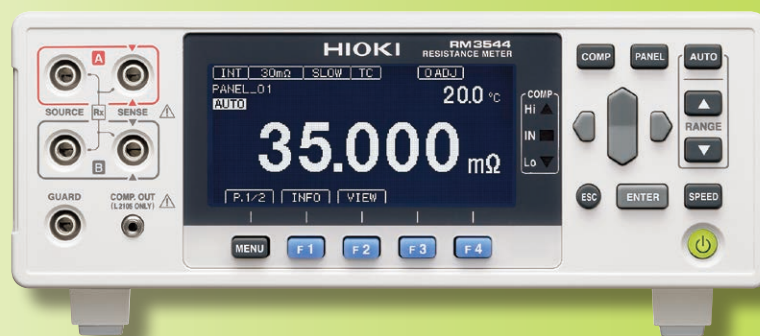 HIOKI
RM3544
RESISTANCE METER
INT 30mΩ SLOW TC 0 ADJ
PANEL_01
20.0 °C
AUTO
35.000 mΩ
P.1/2 INFO VIEW
COMP
Hi
IN
Lo
A
SOURCE Rx SENSE
B
GUARD
COMP. OUT
(L2105 ONLY)
MENU F1 F2 F3 F4
COMP PANEL AUTO
RANGE
ESC ENTER SPEED